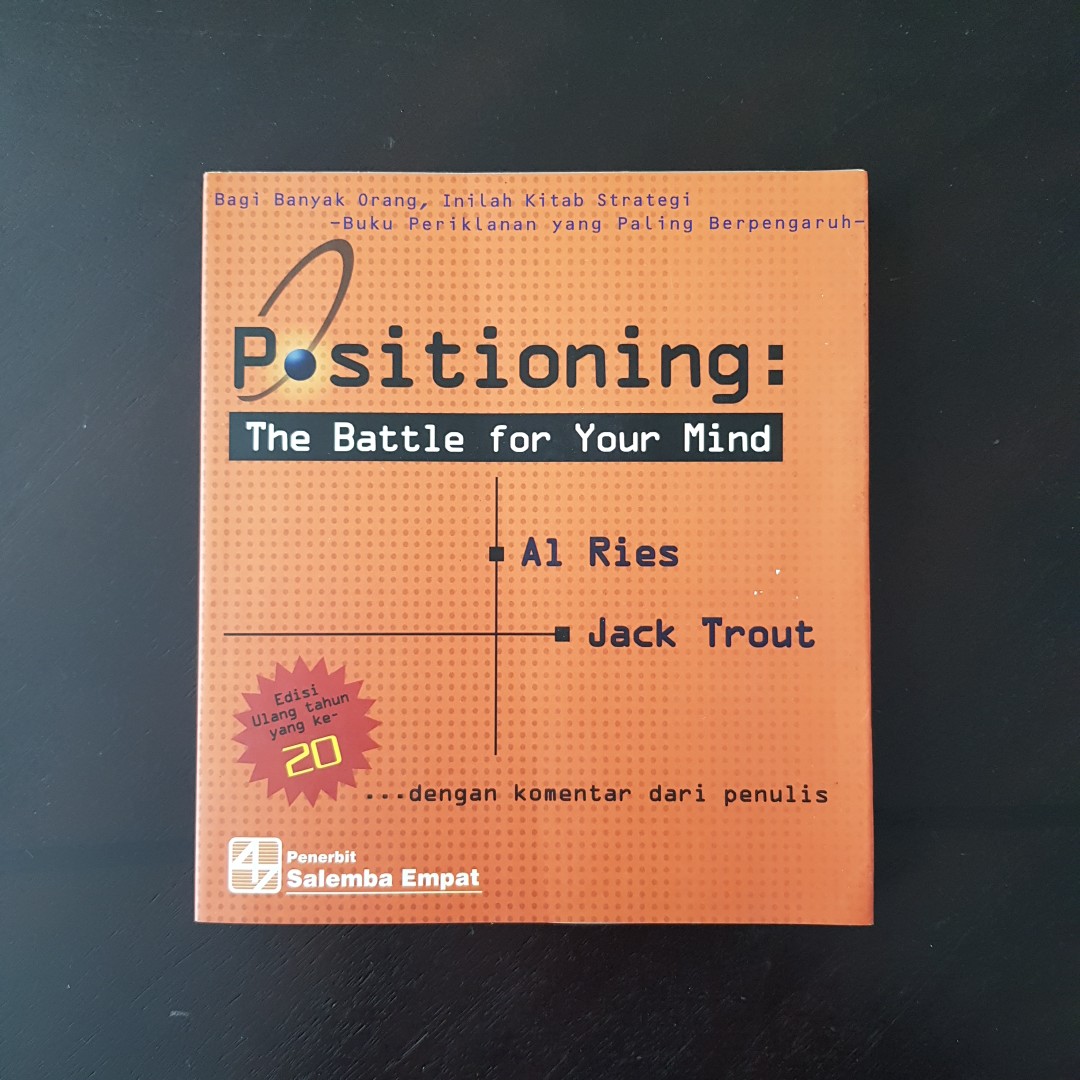 Bagi Banyak Orang, Inilah Kitab Strategi
-Buku Periklanan yang Paling Berpengaruh-
Positioning:
The Battle for Your Mind
Al Ries
Jack Trout
Edisi
Ulang tahun
yang ke-
20
...dengan komentar dari penulis
Penerbit
Salemba Empat